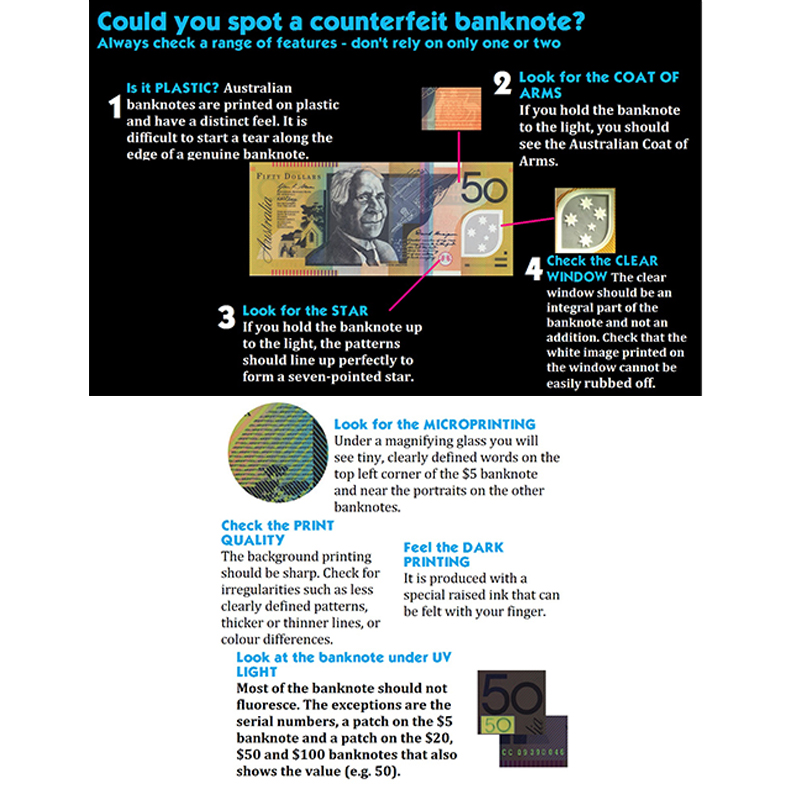 Could you spot a counterfeit banknote?
Always check a range of features - don't rely on only one or two
1
Is it PLASTIC? Australian
banknotes are printed on plastic
and have a distinct feel. It is
difficult to start a tear along the
edge of a genuine banknote.
2
Look for the COAT OF
ARMS
If you hold the banknote
to the light, you should
see the Australian Coat of
Arms.
FIFTY DOLLARS
50
Australia
3
Look for the STAR
If you hold the banknote up
to the light, the patterns
should line up perfectly to
form a seven-pointed star.
4
Check the CLEAR
WINDOW The clear
window should be an
integral part of the
banknote and not an
addition. Check that the
white image printed on
the window cannot be
easily rubbed off.
Look for the MICROPRINTING
Under a magnifying glass you will
see tiny, clearly defined words on the
top left corner of the $5 banknote
and near the portraits on the other
banknotes.
Check the PRINT
QUALITY
The background printing
should be sharp. Check for
irregularities such as less
clearly defined patterns,
thicker or thinner lines, or
colour differences.
Feel the DARK
PRINTING
It is produced with a
special raised ink that can
be felt with your finger.
Look at the banknote under UV
LIGHT
Most of the banknote should not
fluoresce. The exceptions are the
serial numbers, a patch on the $5
banknote and a patch on the $20,
$50 and $100 banknotes that also
shows the value (e.g. 50).
50
50